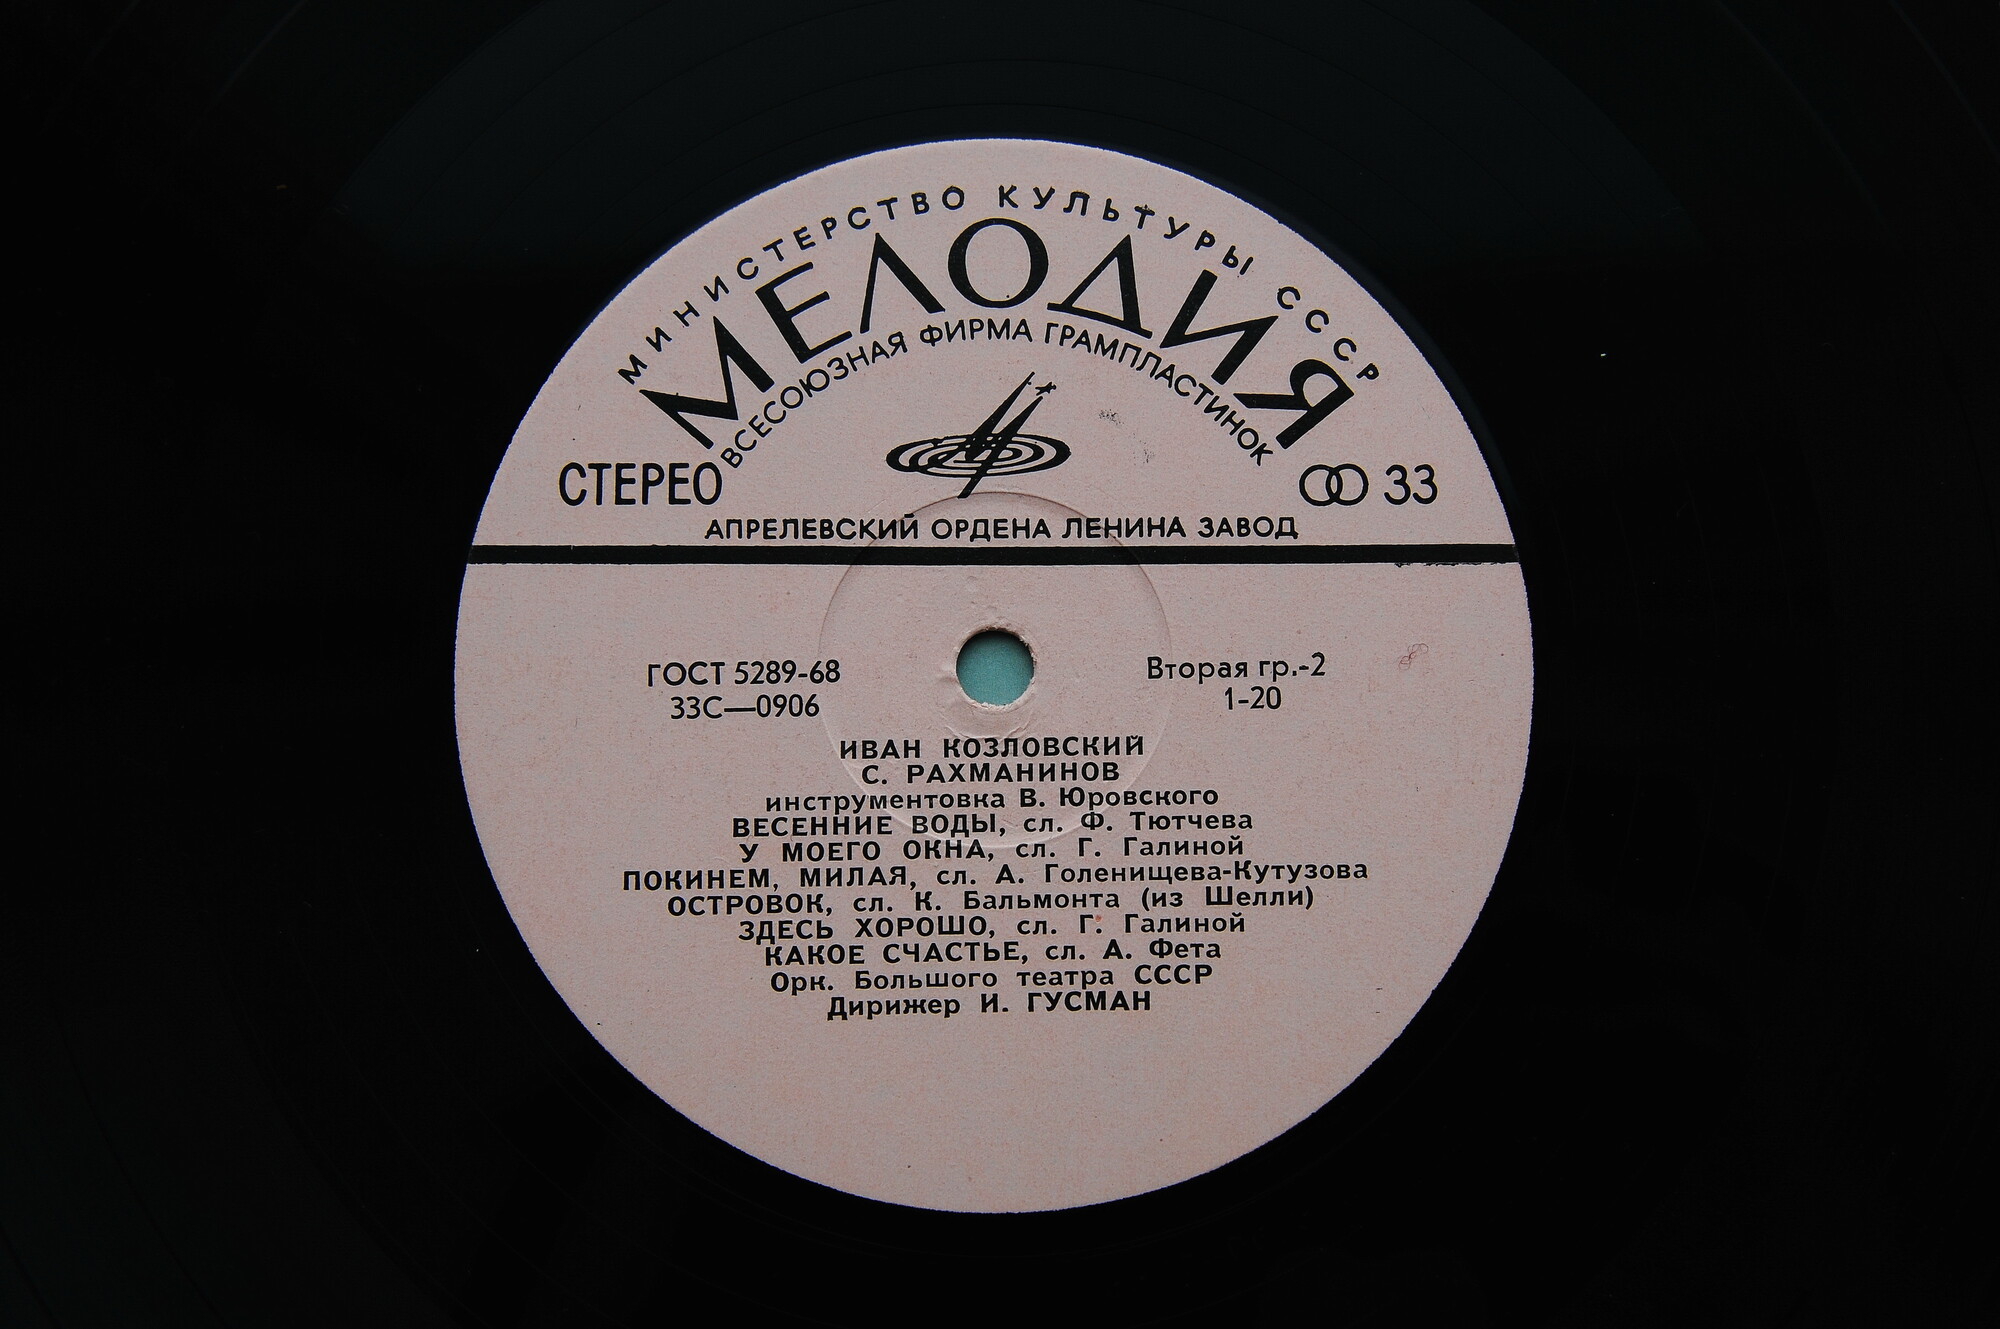 МИНИСТЕРСТВО КУЛЬТУРЫ СССР
МЕЛОДИЯ
ВСЕСОЮЗНАЯ ФИРМА ГРАМПЛАСТИНОК
СТЕРЕО
33
АПРЕЛЕВСКИЙ ОРДЕНА ЛЕНИНА ЗАВОД
ГОСТ 5289-68
33С—0906
Вторая гр.-2
1-20
ИВАН КОЗЛОВСКИЙ
С. РАХМАНИНОВ
инструментовка В. Юровского
ВЕСЕННИЕ ВОДЫ, сл. Ф. Тютчева
У МОЕГО ОКНА, сл. Г. Галиной
ПОКИНЕМ, МИЛАЯ, сл. А. Голенищева-Кутузова
ОСТРОВОК, сл. К. Бальмонта (из Шелли)
ЗДЕСЬ ХОРОШО, сл. Г. Галиной
КАКОЕ СЧАСТЬЕ, сл. А. Фета
Орк. Большого театра СССР
Дирижер И. ГУСМАН